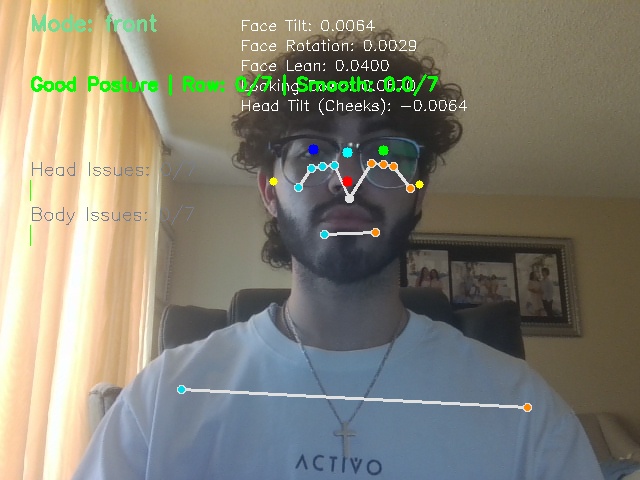 Mode: front
Face Tilt: 0.0064
Face Rotation: 0.0029
Face Lean: 0.0400
Good Posture | Raw: 0/7 | Smooth: 0.0/7
Head Tilt (Cheeks): -0.0064
Head Issues: 0/7
Body Issues: 0/7
ACTIVO